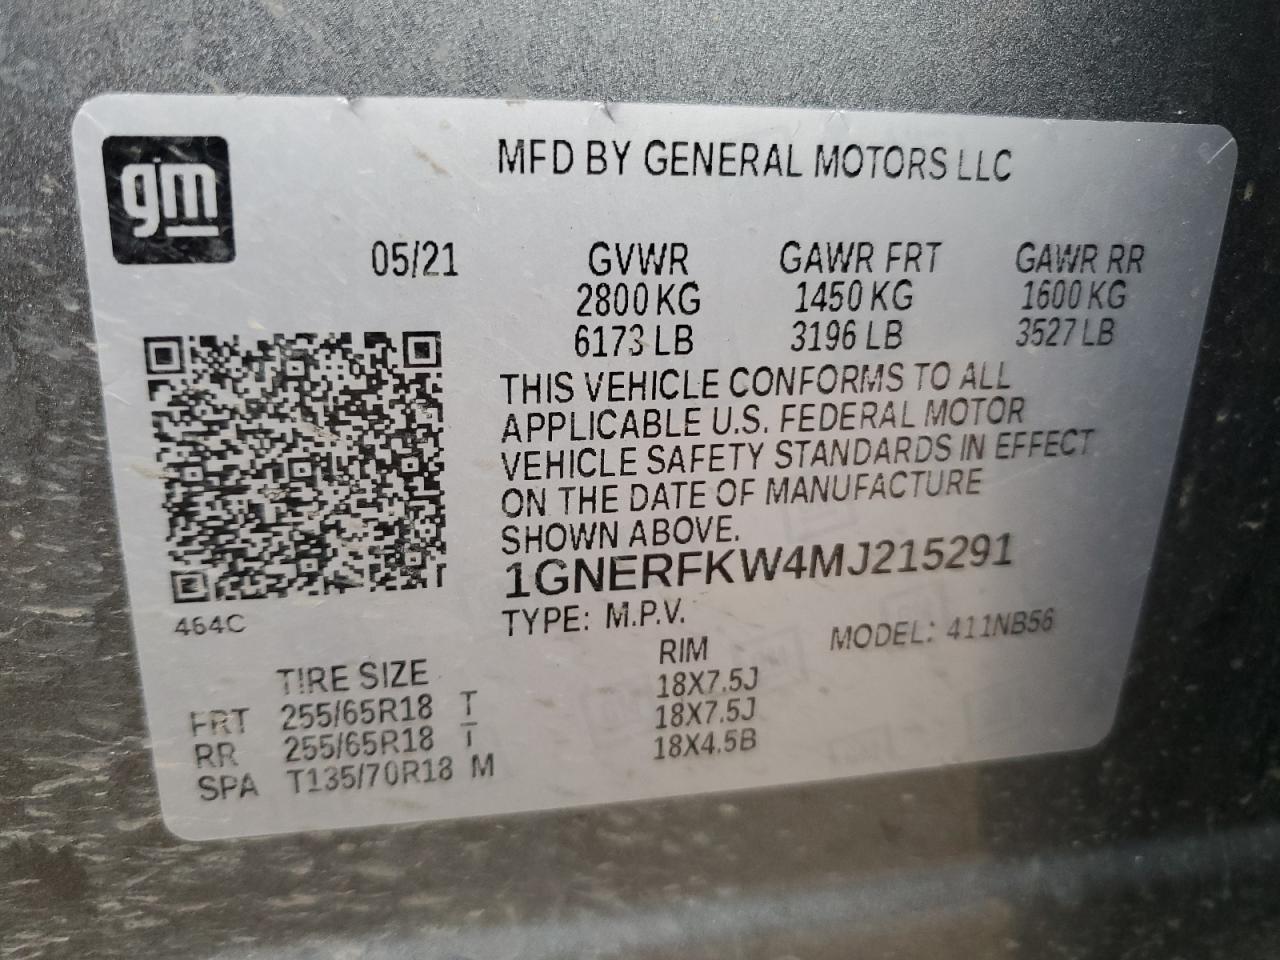 gm
MFD BY GENERAL MOTORS LLC
05/21 GVWR GAWR FRT GAWR RR
2800 KG 1450 KG 1600 KG
6173 LB 3196 LB 3527 LB
THIS VEHICLE CONFORMS TO ALL
APPLICABLE U.S. FEDERAL MOTOR
VEHICLE SAFETY STANDARDS IN EFFECT
ON THE DATE OF MANUFACTURE
SHOWN ABOVE.
1GNERFKW4MJ215291
464C
TYPE: M.P.V. MODEL: 411NB56
TIRE SIZE RIM
FRT 255/65R18 T 18X7.5J
RR 255/65R18 T 18X7.5J
SPA T135/70R18 M 18X4.5B